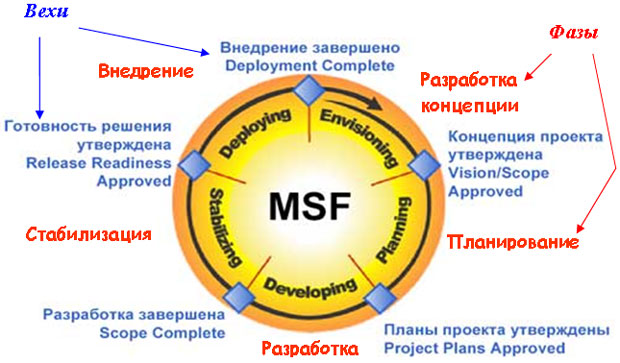 Вехи
Фазы
Внедрение завершено
Deployment Complete
Внедрение
Разработка
концепции
Готовность решения
утверждена
Release Readiness
Approved
Концепция проекта
утверждена
Vision/Scope
Approved
Deploying
Envisioning
MSF
Stabilizing
Planning
Developing
Стабилизация
Планирование
Разработка завершена
Scope Complete
Разработка
Планы проекта утверждены
Project Plans Approved